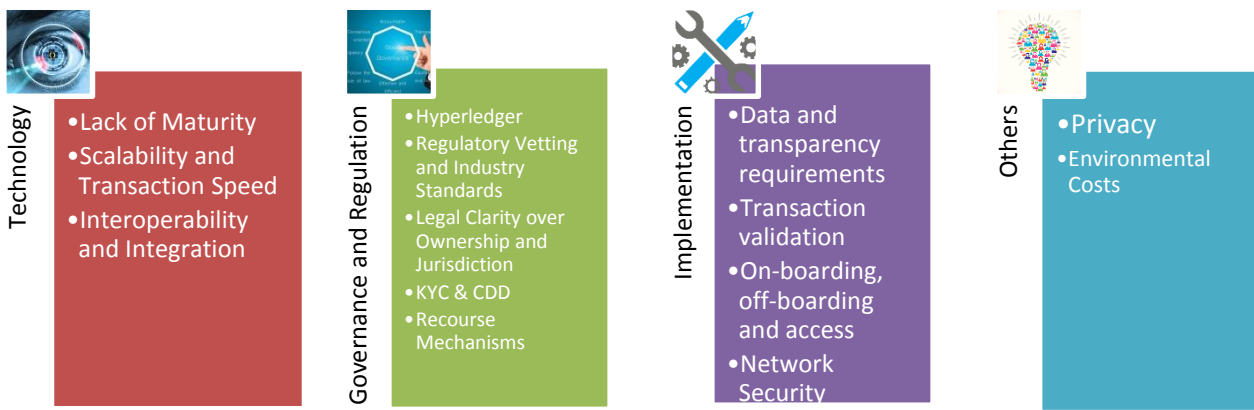 Technology
•Lack of Maturity
•Scalability and
Transaction Speed
•Interoperability
and Integration
Governance and Regulation
•Hyperledger
•Regulatory Vetting
and Industry
Standards
•Legal Clarity over
Ownership and
Jurisdiction
•KYC & CDD
•Recourse
Mechanisms
Implementation
•Data and
transparency
requirements
•Transaction
validation
•On-boarding,
off-boarding
and access
•Network
Security
Others
•Privacy
•Environmental
Costs